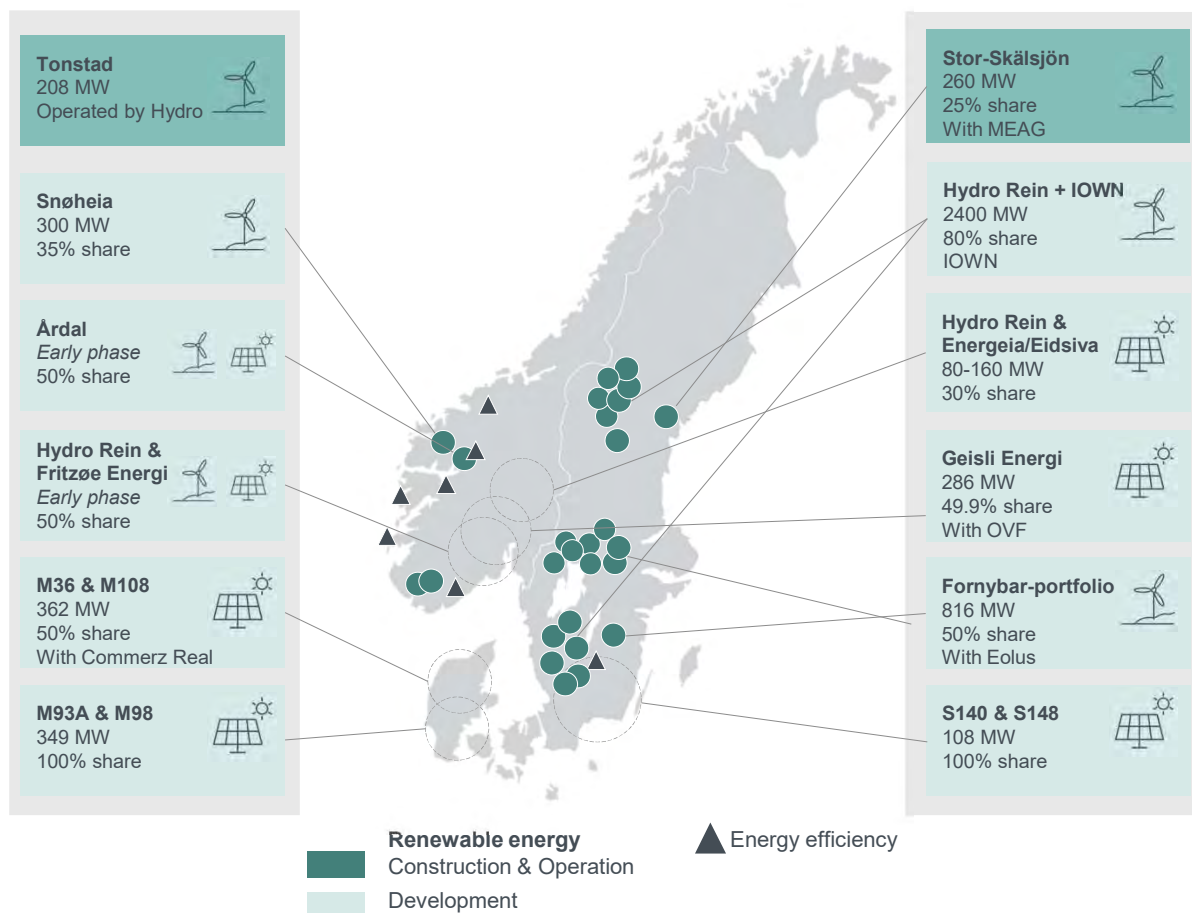 Tonstad
208 MW
Operated by Hydro
Snøheia
300 MW
35% share
Årdal
Early phase
50% share
Hydro Rein &
Fritzøe Energi
Early phase
50% share
M36 & M108
362 MW
50% share
With Commerz Real
M93A & M98
349 MW
100% share
Stor-Skälsjön
260 MW
25% share
With MEAG
Hydro Rein + IOWN
2400 MW
80% share
IOWN
Hydro Rein &
Energeia/Eidsiva
80-160 MW
30% share
Geisli Energi
286 MW
49.9% share
With OVF
Fornybar-portfolio
816 MW
50% share
With Eolus
S140 & S148
108 MW
100% share
Renewable energy
Construction & Operation
Development
Energy efficiency